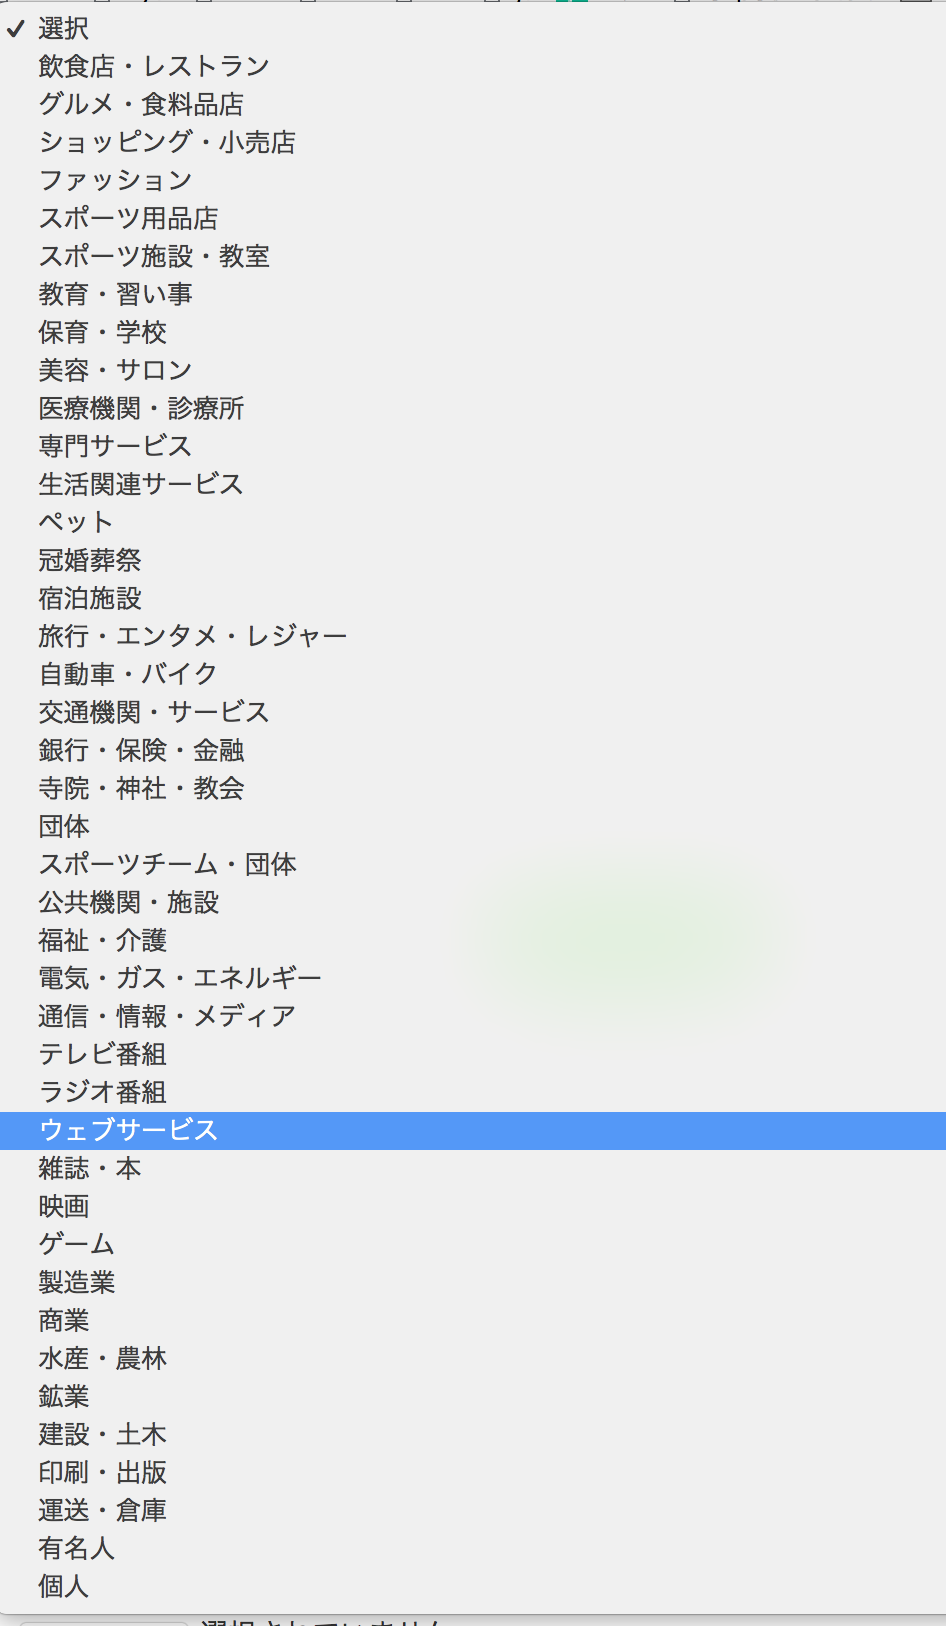 選択
飲食店・レストラン
グルメ・食料品店
ショッピング・小売店
ファッション
スポーツ用品店
スポーツ施設・教室
教育・習い事
保育・学校
美容・サロン
医療機関・診療所
専門サービス
生活関連サービス
ペット
冠婚葬祭
宿泊施設
旅行・エンタメ・レジャー
自動車・バイク
交通機関・サービス
銀行・保険・金融
寺院・神社・教会
団体
スポーツチーム・団体
公共機関・施設
福祉・介護
電気・ガス・エネルギー
通信・情報・メディア
テレビ番組
ラジオ番組
ウェブサービス
雑誌・本
映画
ゲーム
製造業
商業
水産・農林
鉱業
建設・土木
印刷・出版
運送・倉庫
有名人
個人